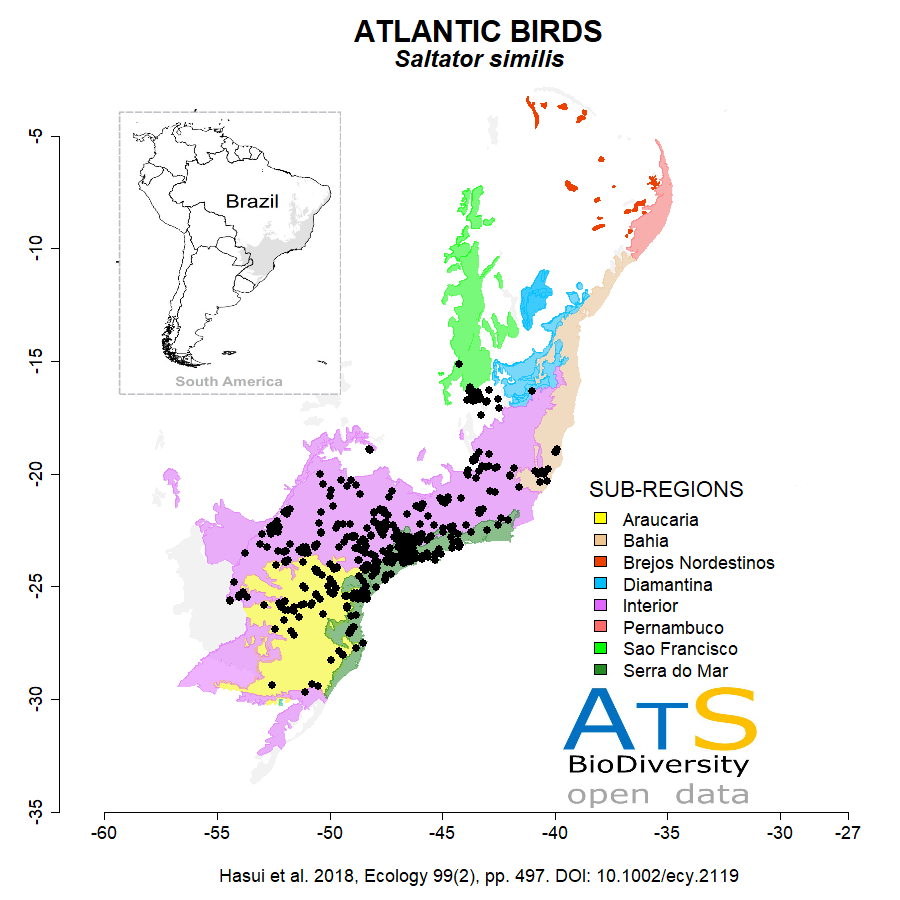 ATLANTIC BIRDS
Saltator similis
Brazil
South America
-5
-10
-15
-20
-25
-30
-35
-60
-55
-50
-45
-40
-35
-30
-27
SUB-REGIONS
Araucaria
Bahia
Brejos Nordestinos
Diamantina
Interior
Pernambuco
Sao Francisco
Serra do Mar
ATS
BioDiversity
open data
Hasui et al. 2018, Ecology 99(2), pp. 497. DOI: 10.1002/ecy.2119